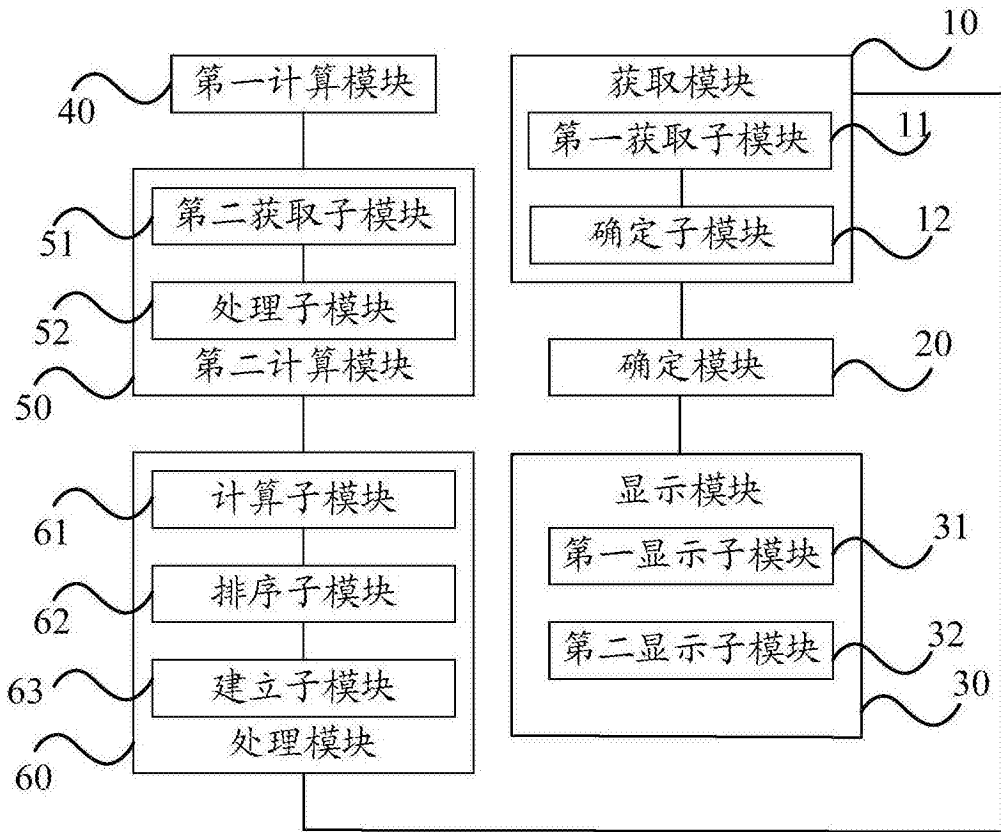 40
第一计算模块
51
第二获取子模块
52
处理子模块
第二计算模块
50
61
计算子模块
62
排序子模块
63
建立子模块
处理模块
60
10
获取模块
第一获取子模块
11
确定子模块
12
确定模块
20
显示模块
第一显示子模块
31
第二显示子模块
32
30